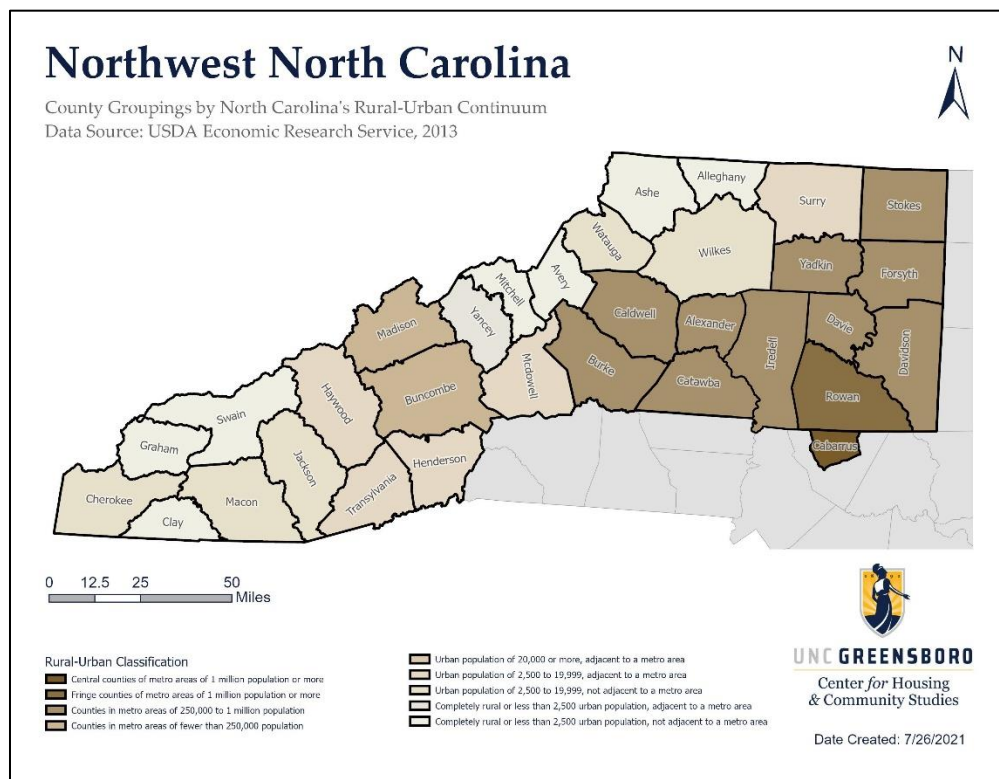 Northwest North Carolina
County Groupings by North Carolina's Rural-Urban Continuum
Data Source: USDA Economic Research Service, 2013
N
Alleghany
Ashe
Surry
Stokes
Watauga
Wilkes
Yadkin
Forsyth
Avery
Mitchell
Yancey
Caldwell
Alexander
Davie
Iredell
Davidson
Madison
Mcdowell
Burke
Catawba
Rowan
Buncombe
Haywood
Swain
Cabarrus
Graham
Jackson
Henderson
Transylvania
Cherokee
Macon
Clay
0 12.5 25 50
Miles
Rural-Urban Classification
Central counties of metro areas of 1 million population or more
Fringe counties of metro areas of 1 million population or more
Counties in metro areas of 250,000 to 1 million population
Counties in metro areas of fewer than 250,000 population
Urban population of 20,000 or more, adjacent to a metro area
Urban population of 2,500 to 19,999, adjacent to a metro area
Urban population of 2,500 to 19,999, not adjacent to a metro area
Completely rural or less than 2,500 urban population, adjacent to a metro area
Completely rural or less than 2,500 urban population, not adjacent to a metro area
UNC GREENSBORO
Center for Housing
& Community Studies
Date Created: 7/26/2021